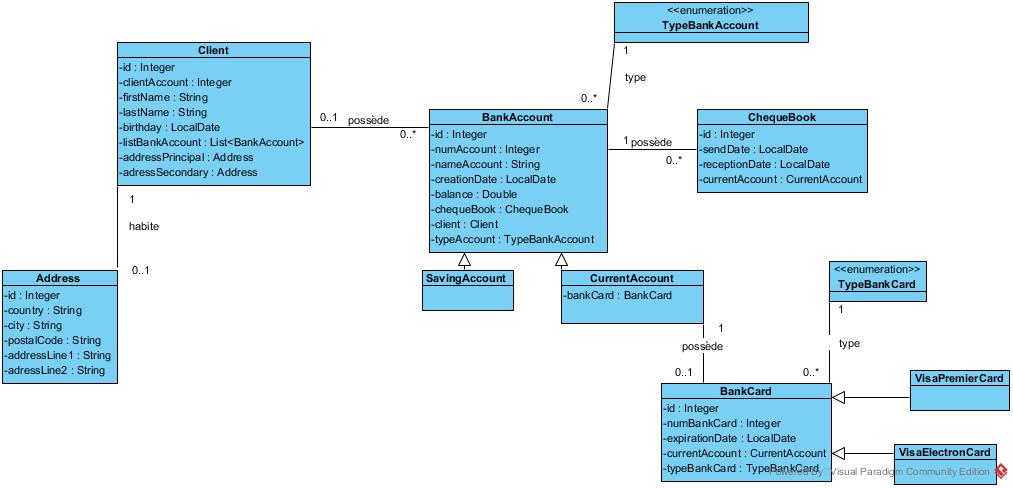 <<enumeration>>
TypeBankAccount
1
type
0..*
Client
-id : Integer
-clientAccount : Integer
-firstName : String
-lastName : String
-birthday : LocalDate
-listBankAccount : List<BankAccount>
-addressPrincipal : Address
-adressSecondary : Address
0..1 possède
0..*
BankAccount
-id : Integer
-numAccount : Integer
-nameAccount : String
-creationDate : LocalDate
-balance : Double
-chequeBook : ChequeBook
-client : Client
-typeAccount : TypeBankAccount
1 possède
0..*
ChequeBook
-id : Integer
-sendDate : LocalDate
-receptionDate : LocalDate
-currentAccount : CurrentAccount
1
habite
0..1
Address
-id : Integer
-country : String
-city : String
-postalCode : String
-addressLine1 : String
-adressLine2 : String
SavingAccount
CurrentAccount
-bankCard : BankCard
<<enumeration>>
TypeBankCard
1
possède
0..1
1
type
0..*
BankCard
-id : Integer
-numBankCard : Integer
-expirationDate : LocalDate
-currentAccount : CurrentAccount
-typeBankCard : TypeBankCard
VisaPremierCard
VisaElectronCard
Powered By Visual Paradigm Community Edition